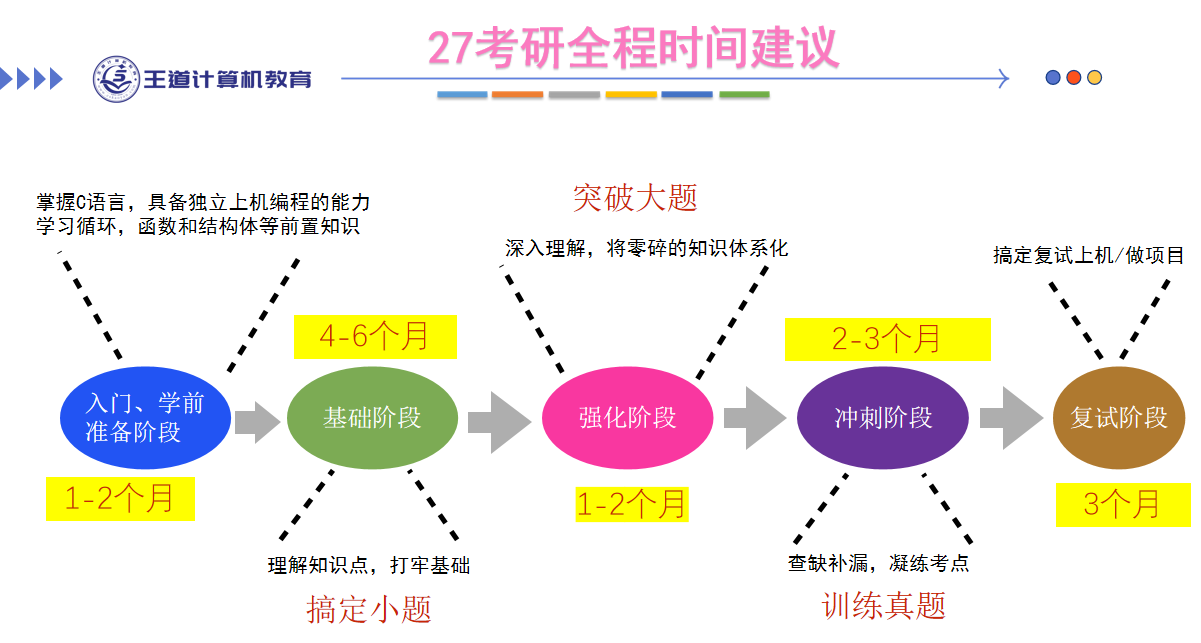 27考研全程时间建议
王道计算机教育
掌握C语言，具备独立上机编程的能力
学习循环，函数和结构体等前置知识
突破大题
深入理解，将零碎的知识体系化
搞定复试上机/做项目
4-6个月
2-3个月
入门、学前
准备阶段
基础阶段
强化阶段
冲刺阶段
复试阶段
1-2个月
1-2个月
3个月
理解知识点，打牢基础
查缺补漏，凝练考点
搞定小题
训练真题